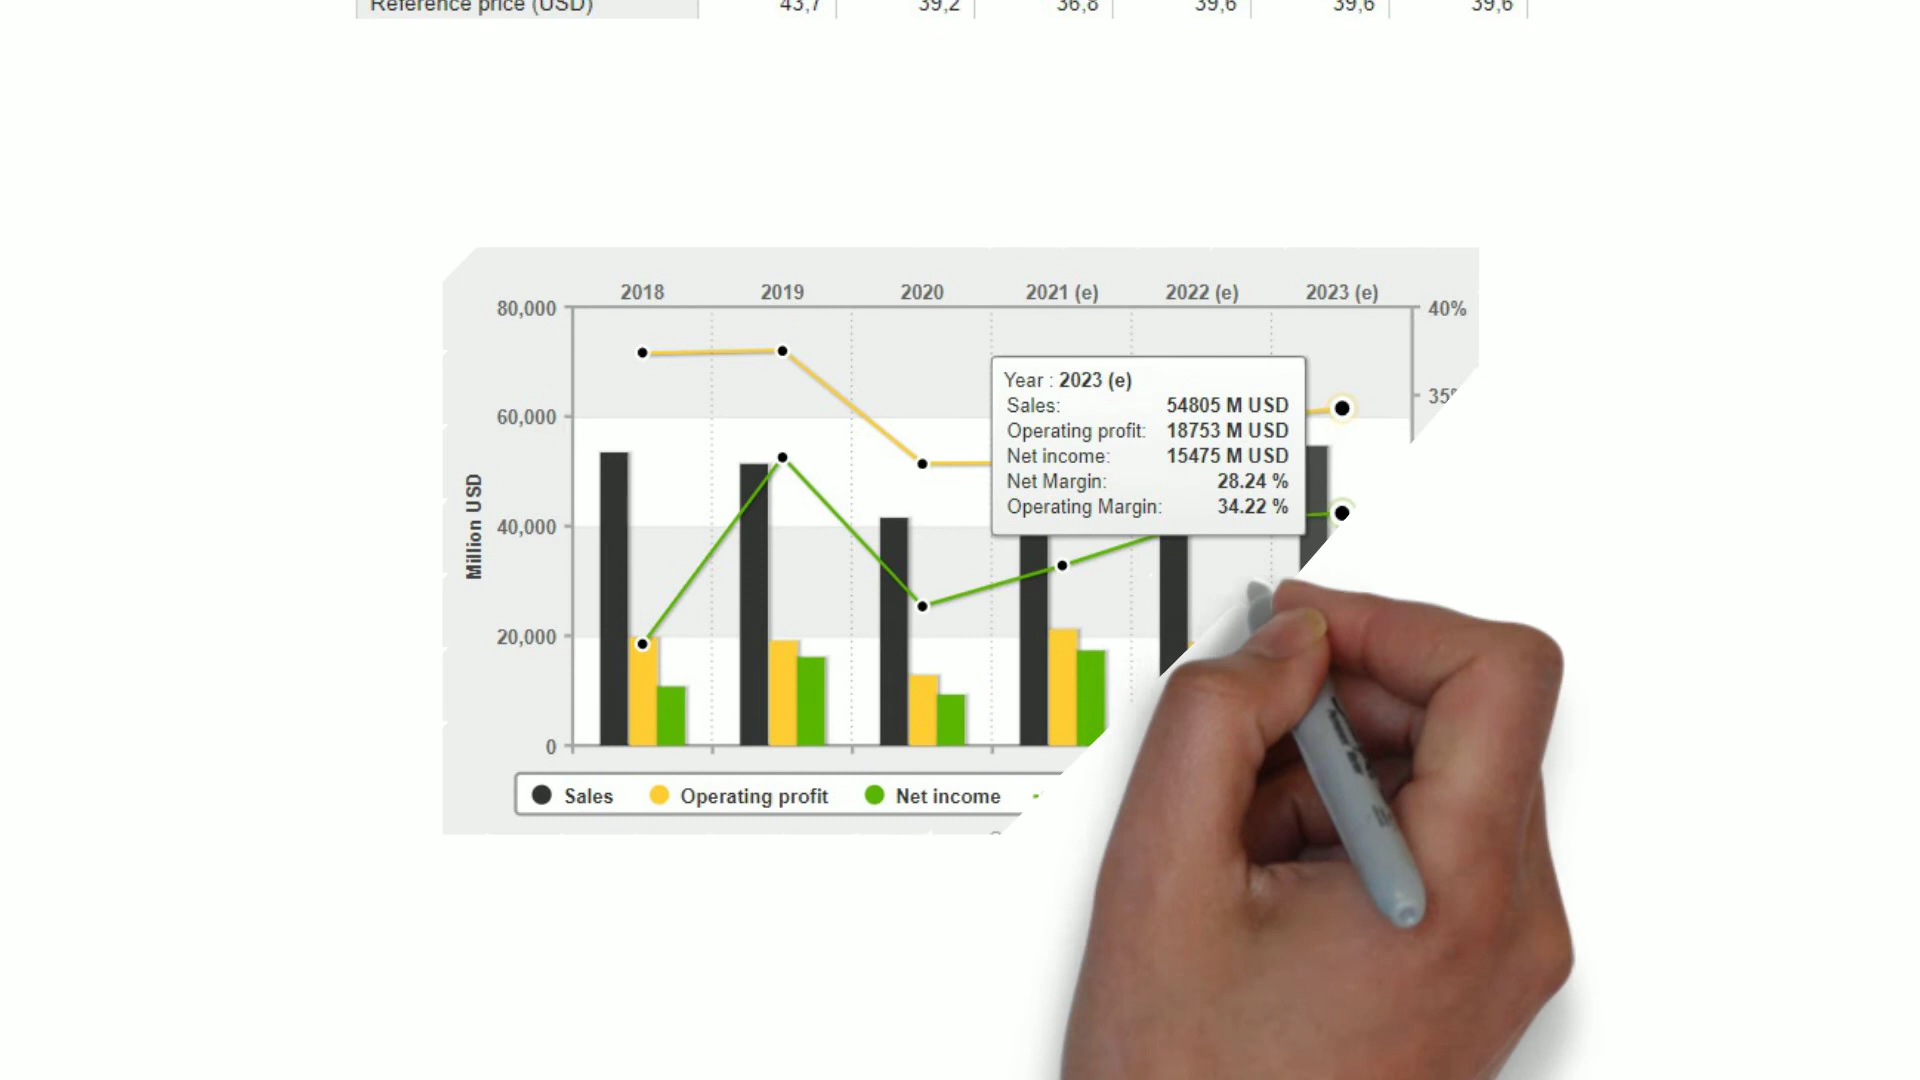 Reference price (USD) 43,7 39,2 36,8 39,6 39,6 39,6
2018 2019 2020 2021 (e) 2022 (e) 2023 (e)
80,000 40%
60,000
40,000
20,000
0
Million USD
Year : 2023 (e)
Sales: 54805 M USD
Operating profit: 18753 M USD
Net income: 15475 M USD
Net Margin: 28.24 %
Operating Margin: 34.22 %
Sales Operating profit Net income